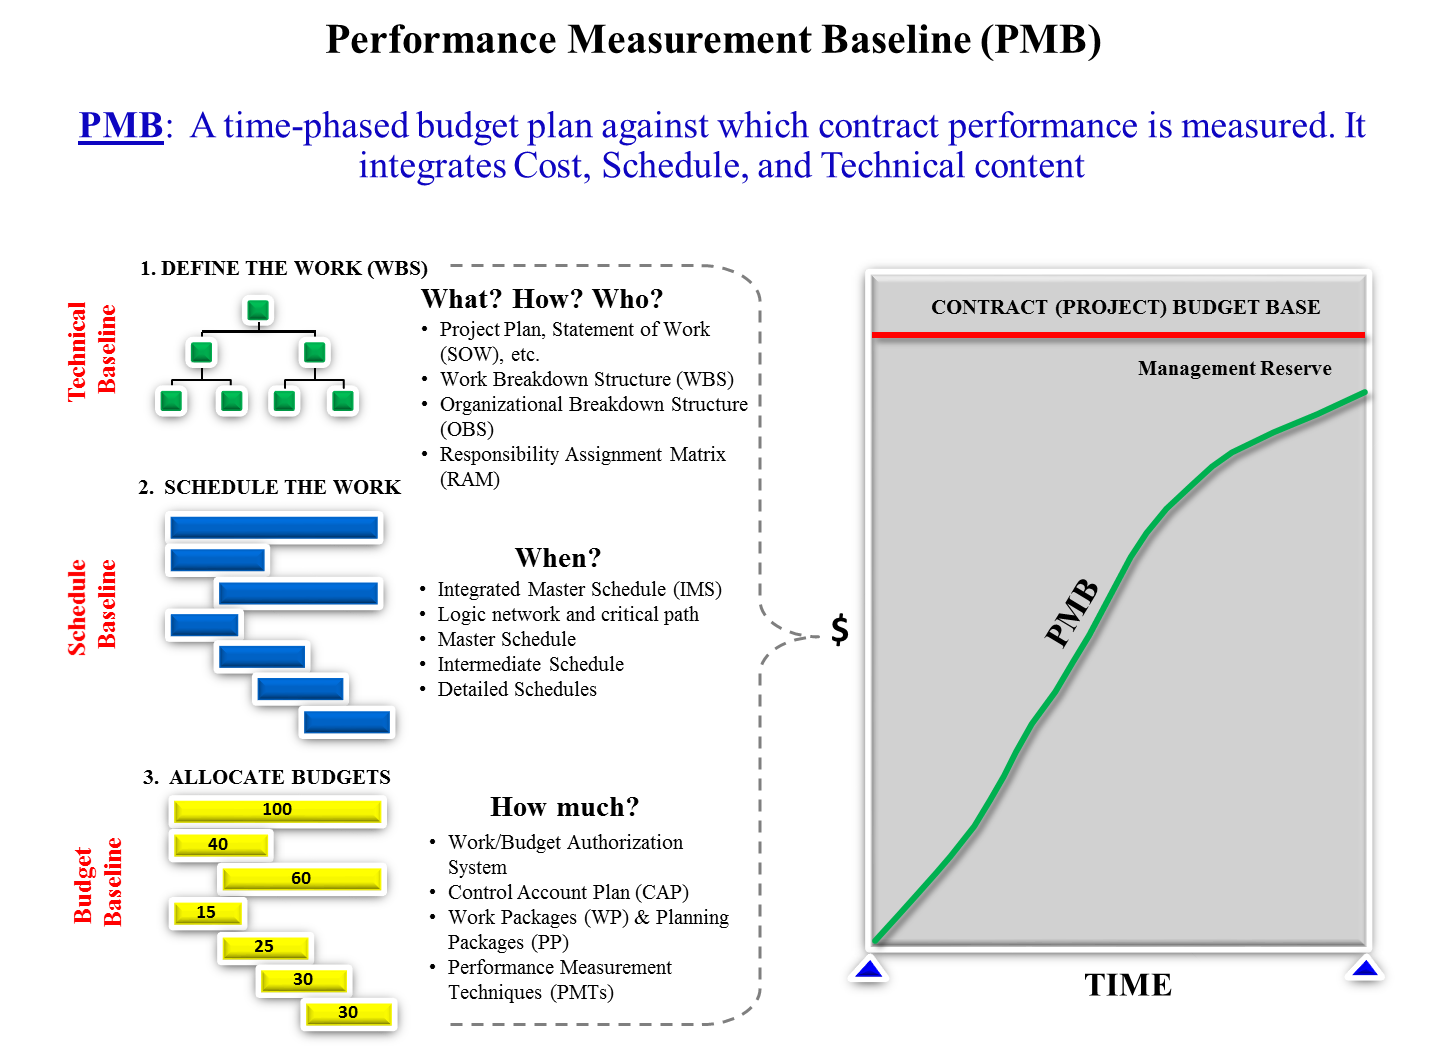 Performance Measurement Baseline (PMB)
PMB: A time-phased budget plan against which contract performance is measured. It
integrates Cost, Schedule, and Technical content
1. DEFINE THE WORK (WBS)
Technical
Baseline
What? How? Who?
• Project Plan, Statement of Work
(SOW), etc.
• Work Breakdown Structure (WBS)
• Organizational Breakdown Structure
(OBS)
• Responsibility Assignment Matrix
(RAM)
2. SCHEDULE THE WORK
Schedule
Baseline
When?
• Integrated Master Schedule (IMS)
• Logic network and critical path
• Master Schedule
• Intermediate Schedule
• Detailed Schedules
3. ALLOCATE BUDGETS
Budget
Baseline
100
40
60
15
25
30
30
How much?
• Work/Budget Authorization
System
• Control Account Plan (CAP)
• Work Packages (WP) & Planning
Packages (PP)
• Performance Measurement
Techniques (PMTs)
$
CONTRACT (PROJECT) BUDGET BASE
Management Reserve
PMB
TIME